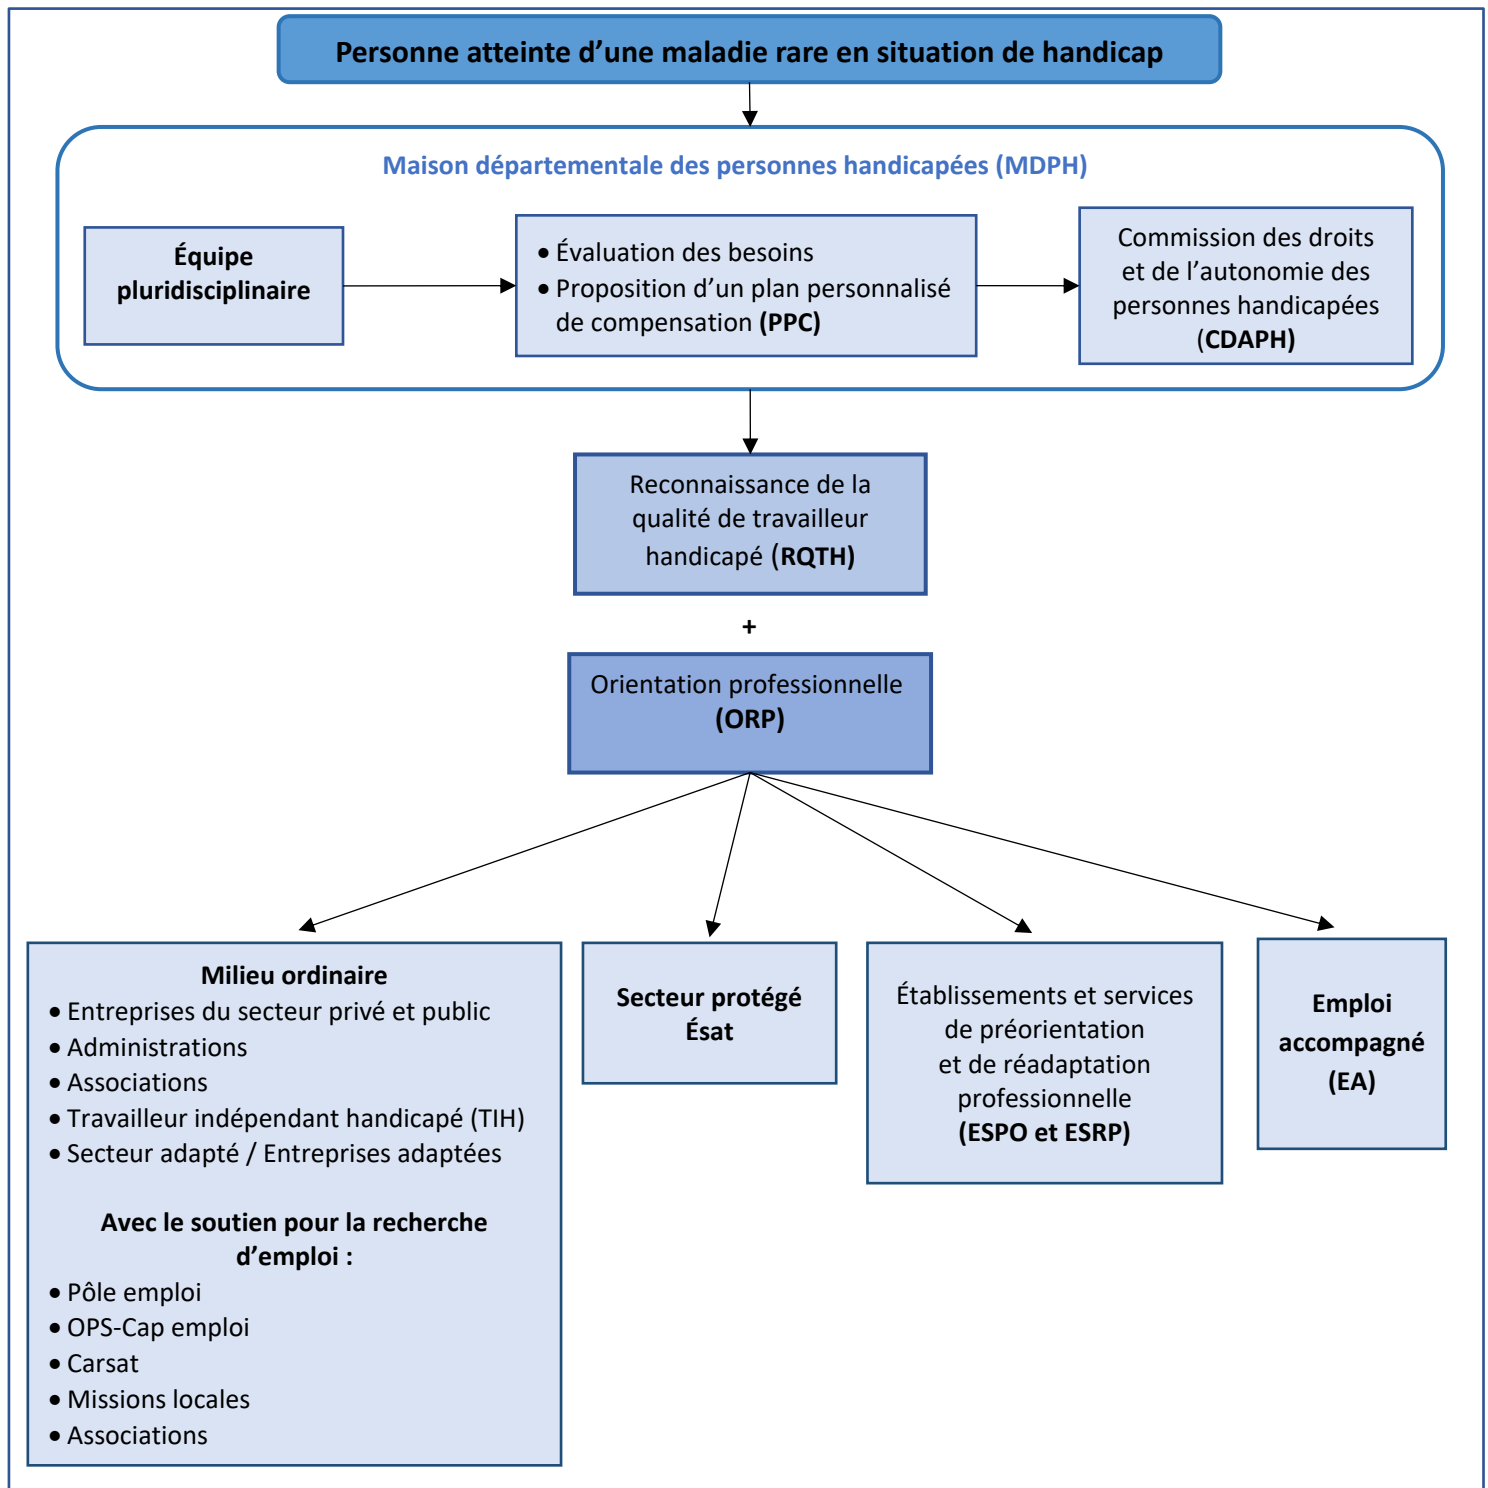 Personne atteinte d’une maladie rare en situation de handicap
Maison départementale des personnes handicapées (MDPH)
Équipe
pluridisciplinaire
• Évaluation des besoins
• Proposition d’un plan personnalisé
de compensation (PPC)
Commission des droits
et de l’autonomie des
personnes handicapées
(CDAPH)
Reconnaissance de la
qualité de travailleur
handicapé (RQTH)
+
Orientation professionnelle
(ORP)
Milieu ordinaire
• Entreprises du secteur privé et public
• Administrations
• Associations
• Travailleur indépendant handicapé (TIH)
• Secteur adapté / Entreprises adaptées
Avec le soutien pour la recherche
d’emploi :
• Pôle emploi
• OPS-Cap emploi
• Carsat
• Missions locales
• Associations
Secteur protégé
Ésat
Établissements et services
de préorientation
et de réadaptation
professionnelle
(ESPO et ESRP)
Emploi
accompagné
(EA)